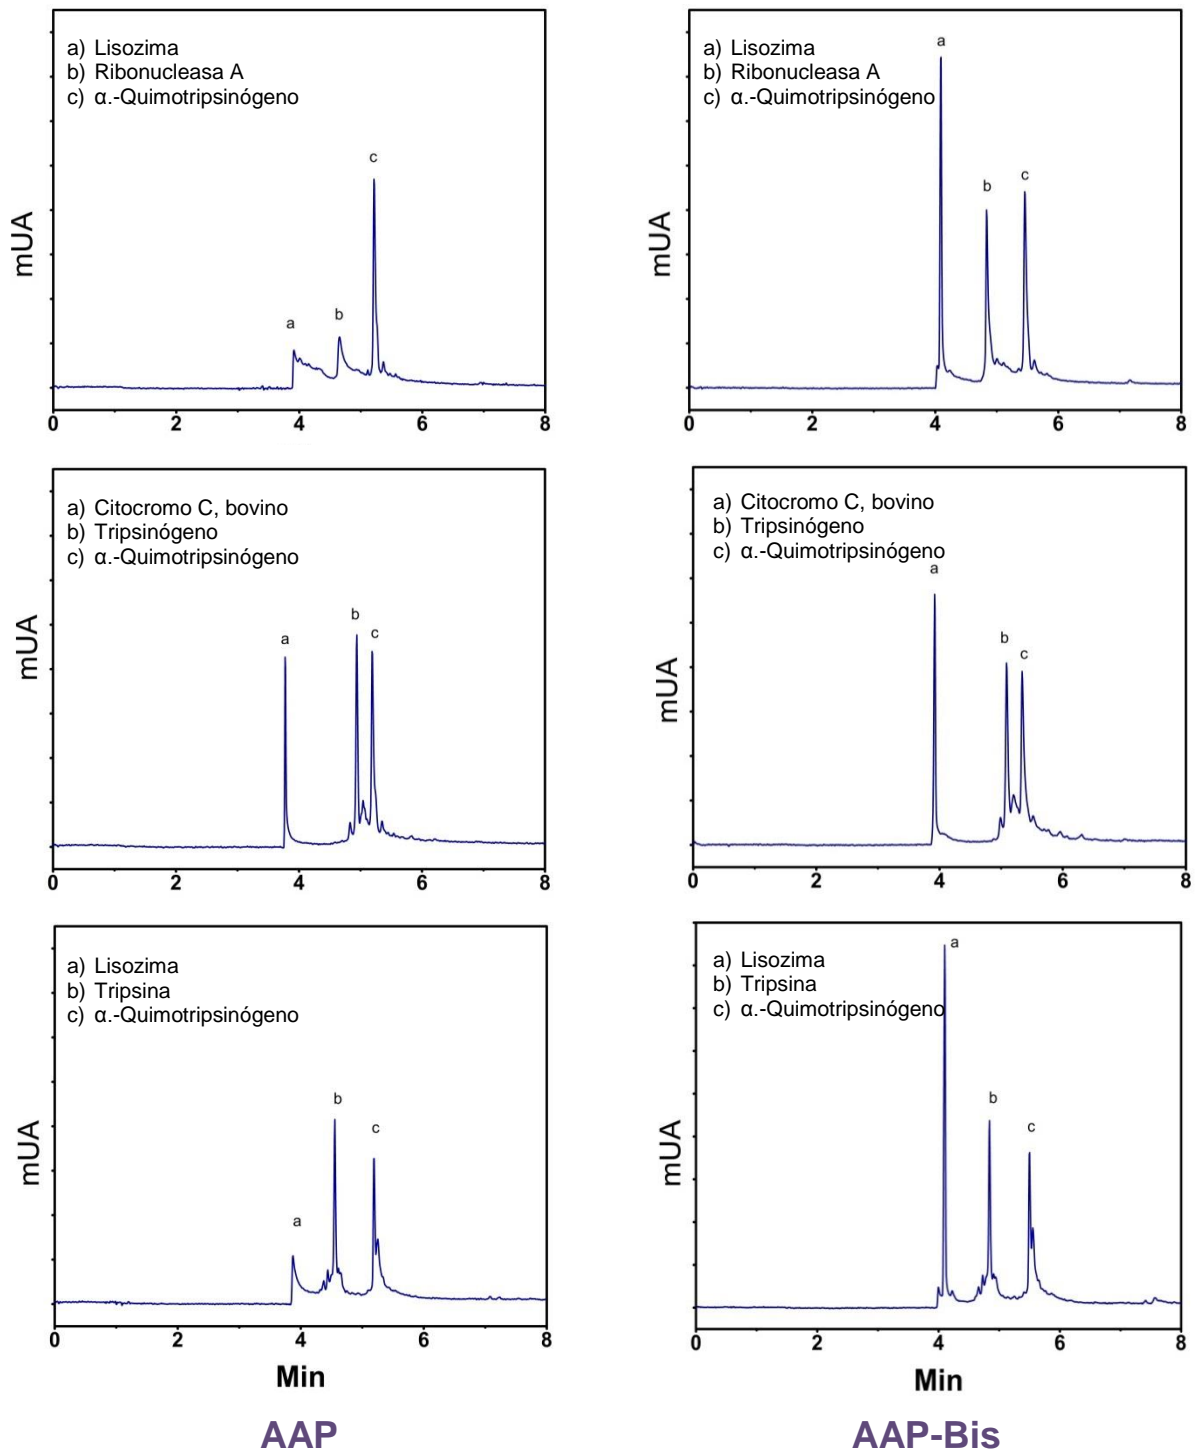 a) Lisozima
b) Ribonucleasa A
c) α.-Quimotripsinógeno
a
b
c
mUA
0 2 4 6 8
a) Lisozima
b) Ribonucleasa A
c) α.-Quimotripsinógeno
a
b
c
mUA
0 2 4 6 8
a) Citocromo C, bovino
b) Tripsinógeno
c) α.-Quimotripsinógeno
a
b
c
mUA
0 2 4 6 8
a) Citocromo C, bovino
b) Tripsinógeno
c) α.-Quimotripsinógeno
a
b
c
mUA
0 2 4 6 8
a) Lisozima
b) Tripsina
c) α.-Quimotripsinógeno
a
b
c
mUA
0 2 4 6 8
Min
AAP
a) Lisozima
b) Tripsina
c) α.-Quimotripsinógeno
a
b
c
mUA
0 2 4 6 8
Min
AAP-Bis